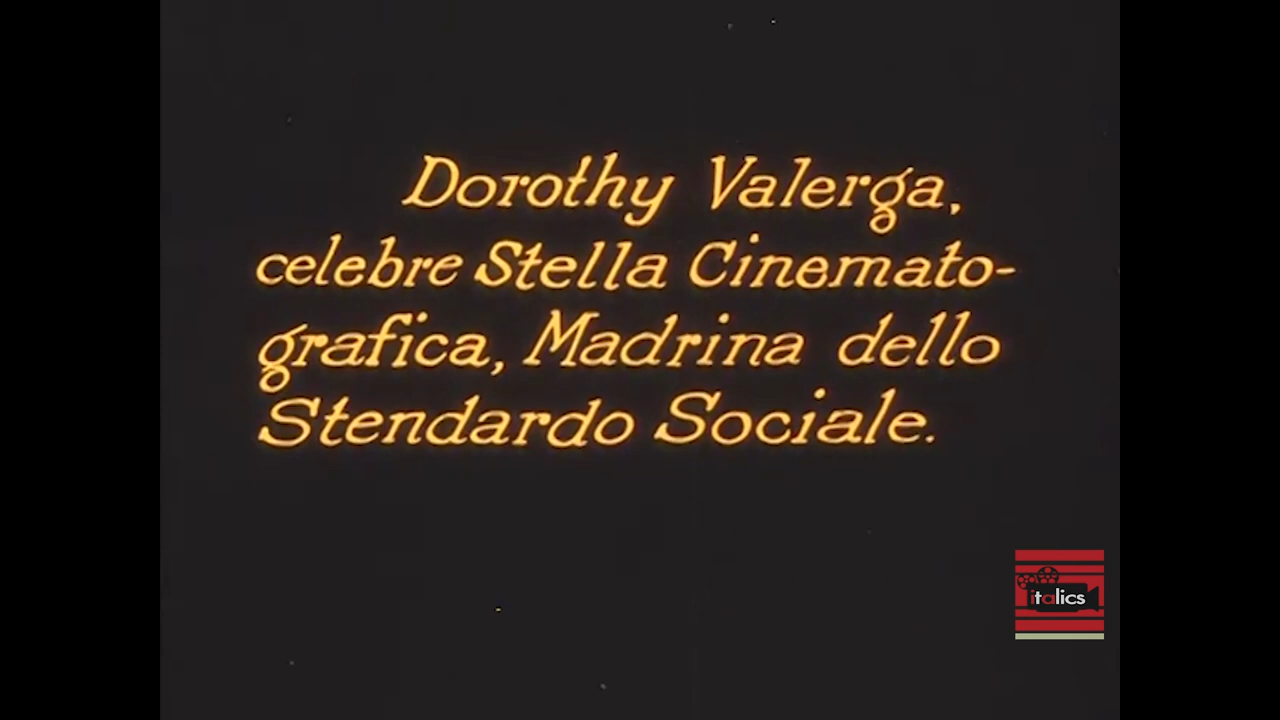 Dorothy Valerga,
celebre Stella Cinemato-
grafica, Madrina dello
Stendardo Sociale.
italics